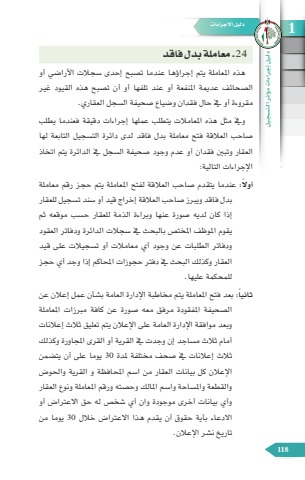 دليل الاجراءات
1
دليل إجراءات دوائر التسجيل
24. معاملة بدل فاقد
هذه المعاملة يتم إجراؤها عندما تصبح إحدى سجلات الأراضي أو
الصحائف عديمة المنفعة أو عند تلفها أو أن تصبح هذه القيود غير
مقروءة أو في حال فقدان وضياع صحيفة السجل العقاري.
وفي مثل هذه المعاملات يتطلب عملها إجراءات دقيقة فعندما يطلب
صاحب العلاقة فتح معاملة بدل فاقد لدى دائرة التسجيل التابعة لها
العقار وتبين فقدان أو عدم وجود صحيفة السجل في الدائرة يتم اتخاذ
الإجراءات التالية:
أولا: عندما يتقدم صاحب العلاقة لفتح المعاملة يتم حجز رقم معاملة
بدل فاقد ويبرز صاحب العلاقة إخراج قيد أو سند تسجيل للعقار
إذا كان لديه صورة عنها وبراءة الذمة للعقار حسب موقعه ثم
يقوم الموظف المختص بالبحث في سجلات الدائرة ودفاتر العقود
ودفاتر الطلبات عن وجود أي معاملات أو تسجيلات على قيد
العقار وكذلك البحث في دفتر حجوزات المحاكم إذا وجد أي حجز
للمحكمة عليها.
ثانيا: بعد فتح المعاملة يتم مخاطبة الإدارة العامة بشأن عمل إعلان عن
الصحيفة المفقودة مرفق معه صورة عن كافة مبرزات المعاملة
وبعد موافقة الإدارة العامة على الإعلان يتم تعليق ثلاث إعلانات
أمام ثلاث مساجد إن وجدت في القرية أو القرى المجاورة وكذلك
ثلاث إعلانات في صحف مختلفة لمدة 30 يوما على أن يتضمن
الإعلان كل بيانات العقار من اسم المحافظة و القرية والحوض
والقطعة والمساحة واسم المالك وحصته ورقم المعاملة ونوع العقار
وأي بيانات أخرى موجودة وان أي شخص له حق الاعتراض أو
الادعاء بأية حقوق أن يقدم هذا الاعتراض خلال 30 يوما من
تاريخ نشر الإعلان.
118